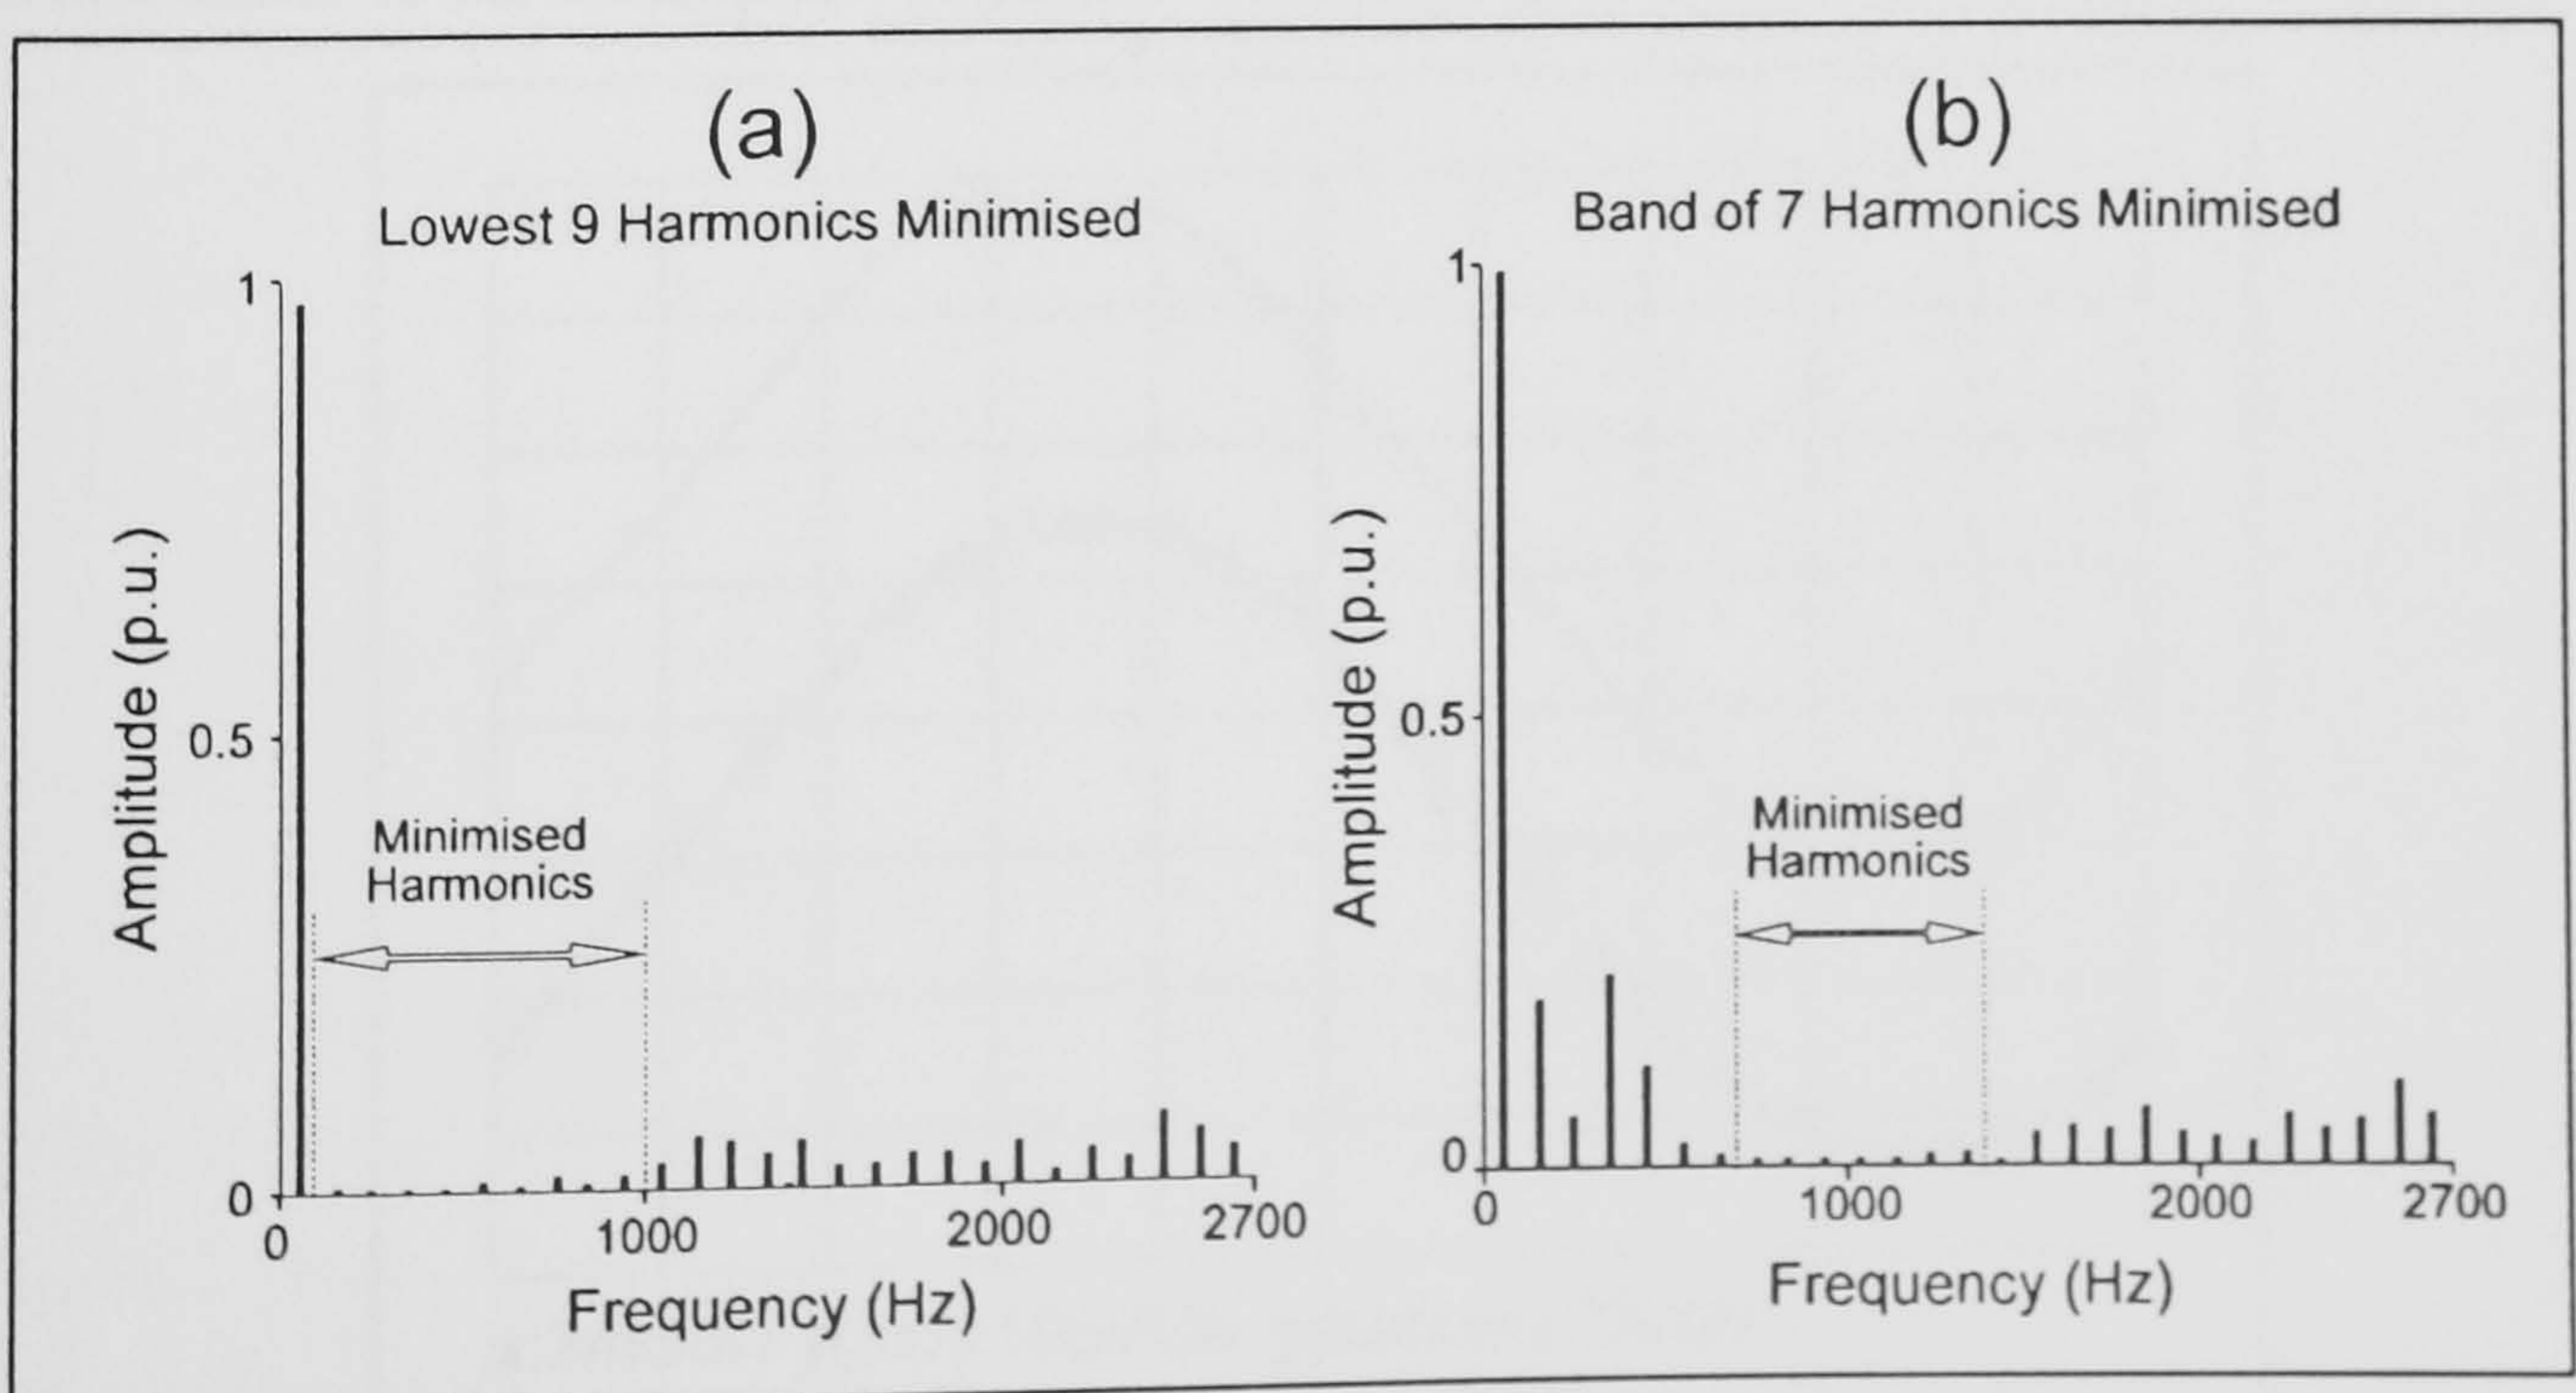 (a)
Lowest 9 Harmonics Minimised
1
0.5
0
Amplitude (p.u.)
Minimised
Harmonics
0
1000
2000
2700
Frequency (Hz)
(b)
Band of 7 Harmonics Minimised
1
0.5
0
Amplitude (p.u.)
Minimised
Harmonics
0
1000
2000
2700
Frequency (Hz)